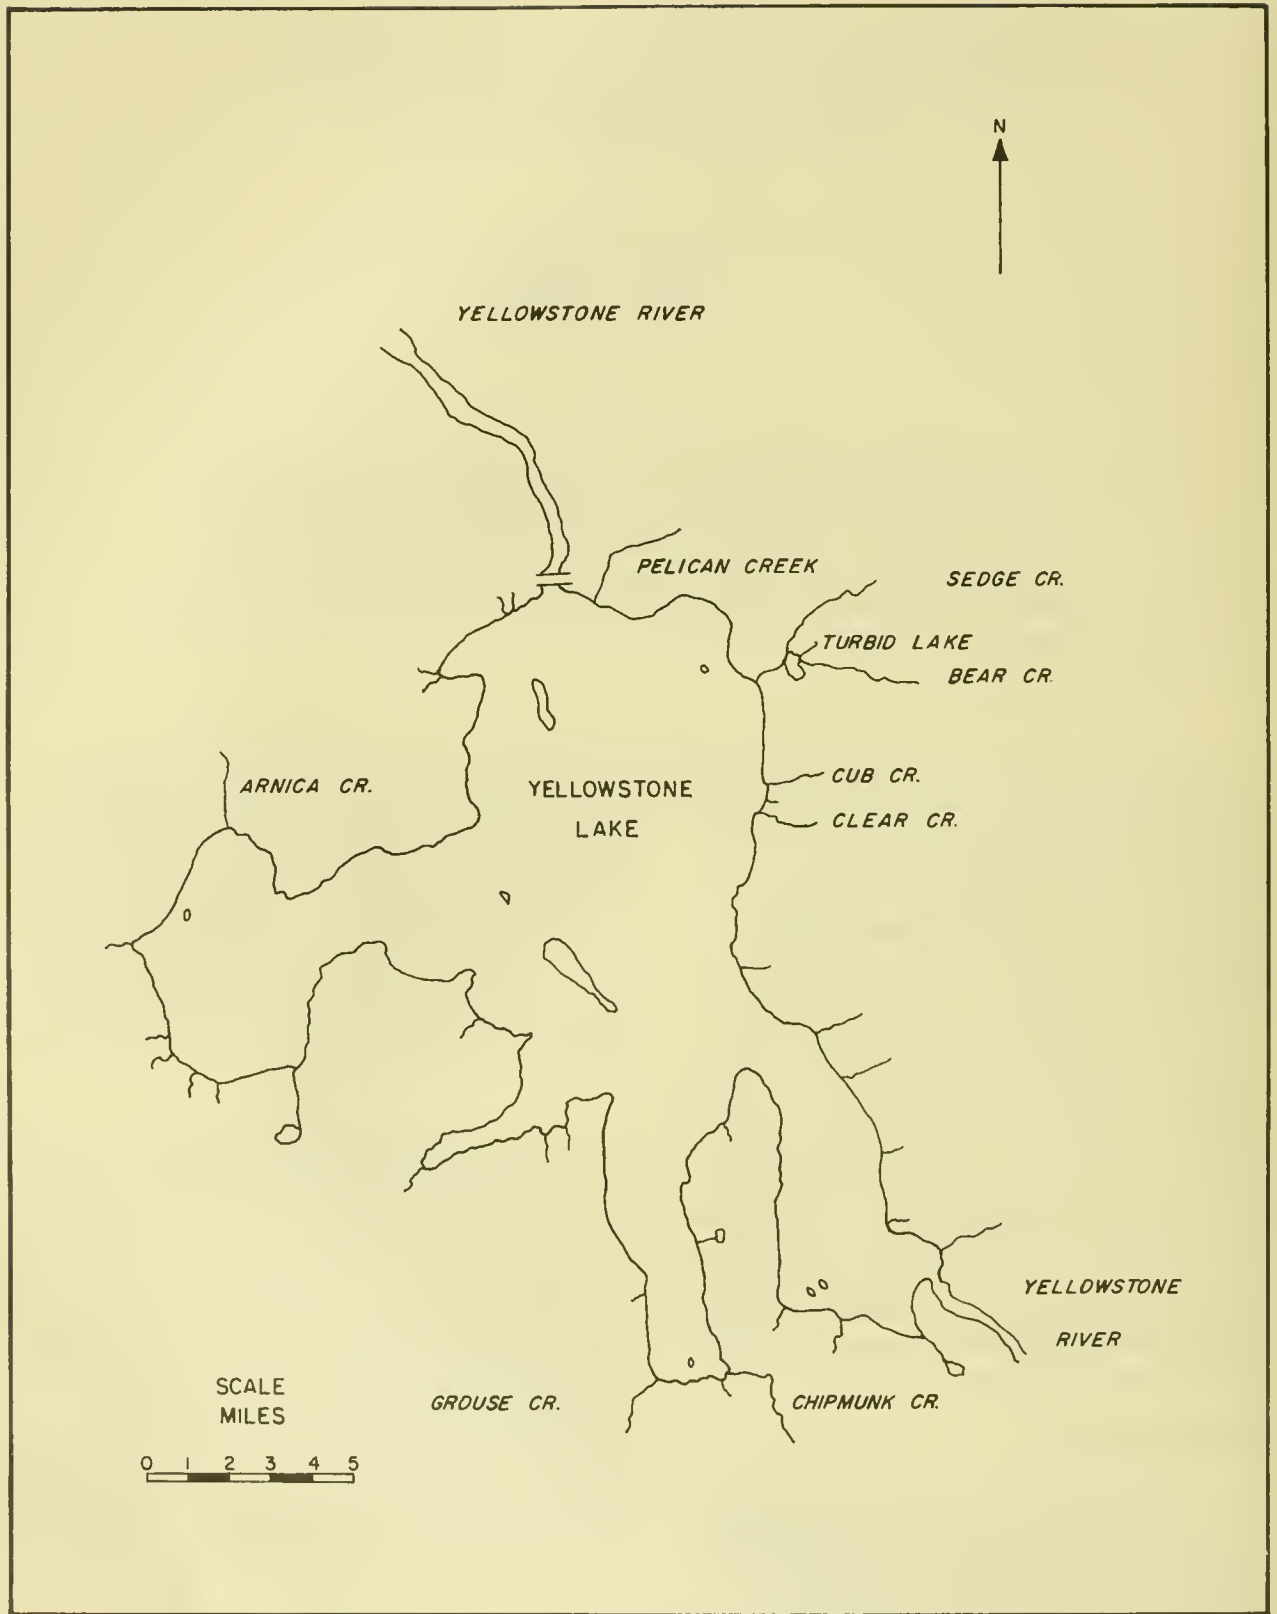 N
YELLOWSTONE RIVER
PELICAN CREEK
SEDGE CR.
TURBID LAKE
BEAR CR.
ARNICA CR.
YELLOWSTONE
LAKE
CUB CR.
CLEAR CR.
YELLOWSTONE
RIVER
SCALE
MILES
0 1 2 3 4 5
GROUSE CR.
CHIPMUNK CR.